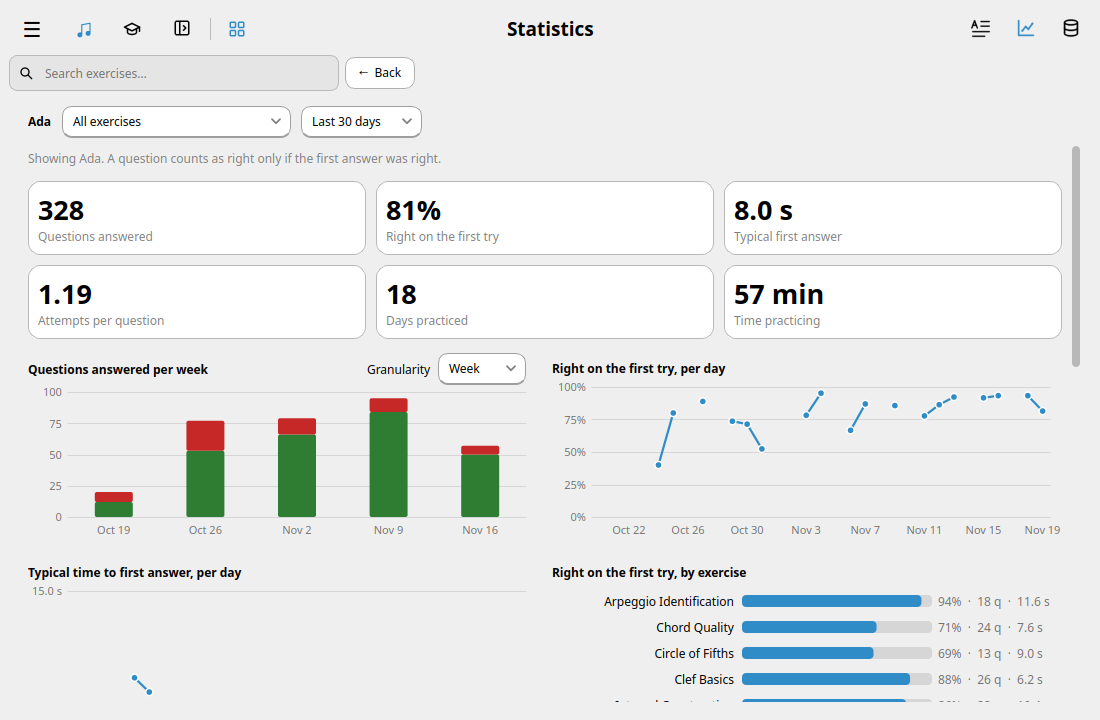 Statistics
Search exercises...
← Back
Ada
All exercises
Last 30 days
Showing Ada. A question counts as right only if the first answer was right.
328
Questions answered
81%
Right on the first try
8.0 s
Typical first answer
1.19
Attempts per question
18
Days practiced
57 min
Time practicing
Questions answered per week
Granularity
Week
100
75
50
25
0
Oct 19
Oct 26
Nov 2
Nov 9
Nov 16
Right on the first try, per day
100%
75%
50%
25%
0%
Oct 22
Oct 26
Oct 30
Nov 3
Nov 7
Nov 11
Nov 15
Nov 19
Typical time to first answer, per day
15.0 s
Right on the first try, by exercise
Arpeggio Identification 94% · 18 q · 11.6 s
Chord Quality 71% · 24 q · 7.6 s
Circle of Fifths 69% · 13 q · 9.0 s
Clef Basics 88% · 26 q · 6.2 s